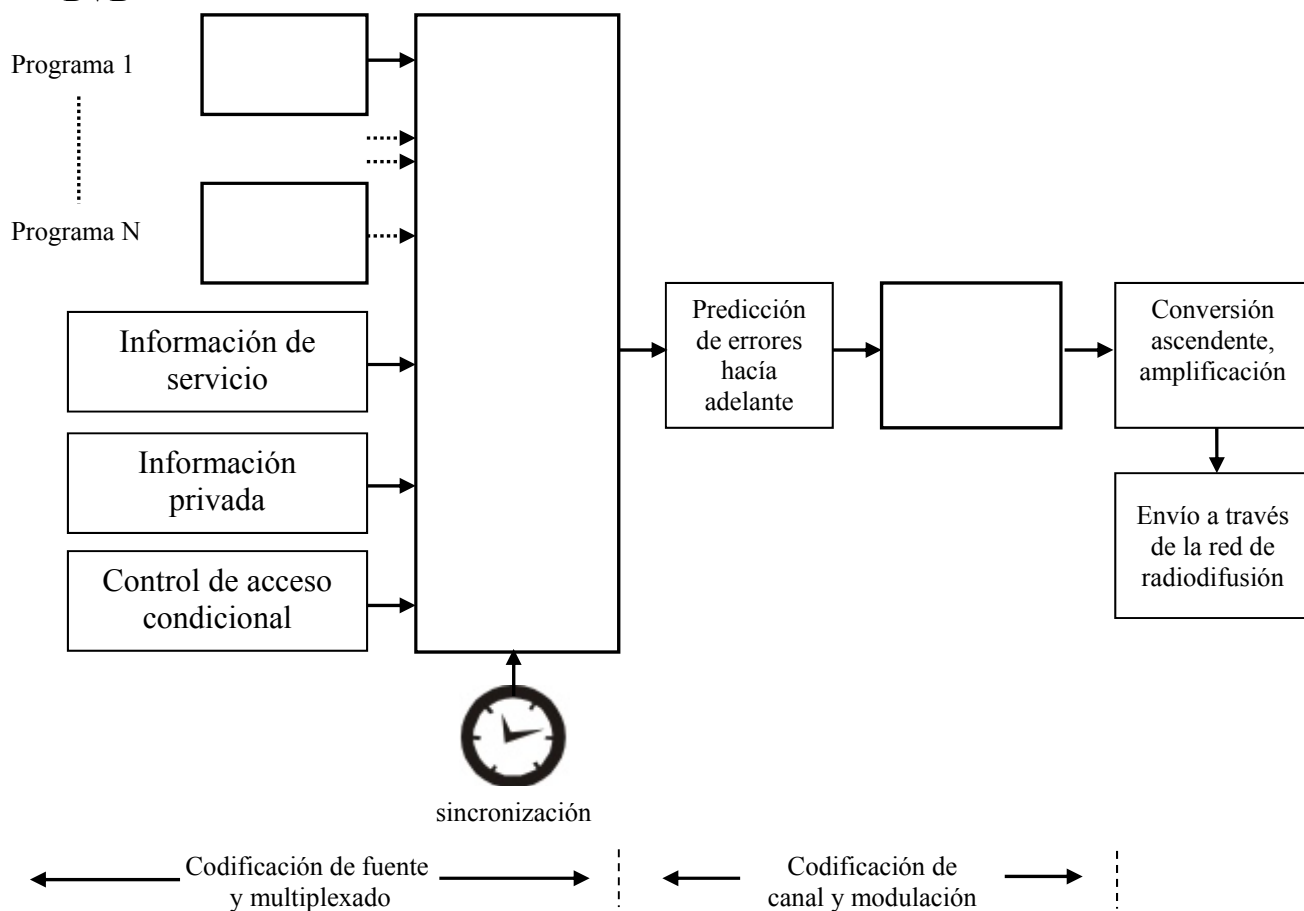 Programa 1
Programa N
Información de
servicio
Información
privada
Control de acceso
condicional
Predicción
de errores
hacía
adelante
Conversión
ascendente,
amplificación
Envío a través
de la red de
radiodifusión
sincronización
Codificación de fuente
y multiplexado
Codificación de
canal y modulación